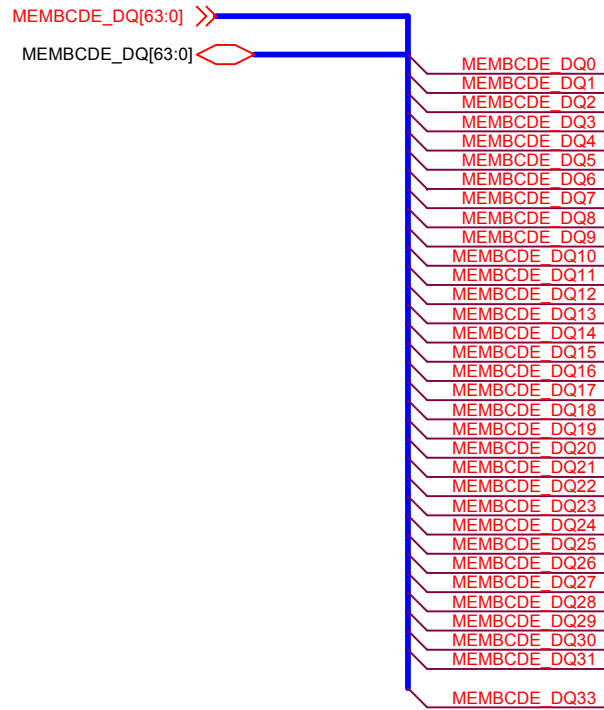 MEMBCDE_DQ[63:0]
MEMBCDE_DQ[63:0]
MEMBCDE_DQ0
MEMBCDE_DQ1
MEMBCDE_DQ2
MEMBCDE_DQ3
MEMBCDE_DQ4
MEMBCDE_DQ5
MEMBCDE_DQ6
MEMBCDE_DQ7
MEMBCDE_DQ8
MEMBCDE_DQ9
MEMBCDE_DQ10
MEMBCDE_DQ11
MEMBCDE_DQ12
MEMBCDE_DQ13
MEMBCDE_DQ14
MEMBCDE_DQ15
MEMBCDE_DQ16
MEMBCDE_DQ17
MEMBCDE_DQ18
MEMBCDE_DQ19
MEMBCDE_DQ20
MEMBCDE_DQ21
MEMBCDE_DQ22
MEMBCDE_DQ23
MEMBCDE_DQ24
MEMBCDE_DQ25
MEMBCDE_DQ26
MEMBCDE_DQ27
MEMBCDE_DQ28
MEMBCDE_DQ29
MEMBCDE_DQ30
MEMBCDE_DQ31
MEMBCDE_DQ33